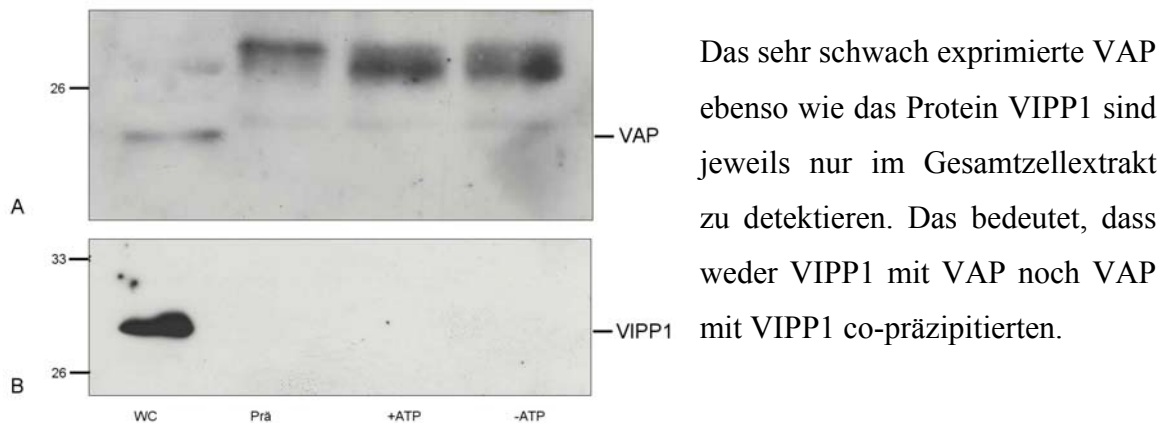 26
VAP
A
33
VIPP1
26
B
WC Prä +ATP -ATP
Das sehr schwach exprimierte VAP
ebenso wie das Protein VIPP1 sind
jeweils nur im Gesamtzellextrakt
zu detektieren. Das bedeutet, dass
weder VIPP1 mit VAP noch VAP
mit VIPP1 co-präzipitierten.